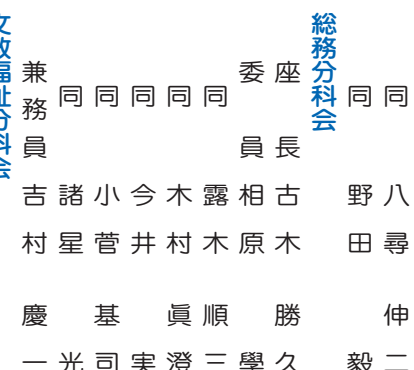 同　八尋　伸二
同　野田　　毅
総務分科会
座長　古木　勝久
委員　相原　　學
同　露木　順三
同　木村　眞澄
同　今井　　実
同　小菅　基司
同　諸星　　光
兼務員　吉村　慶一
文教福祉分科会